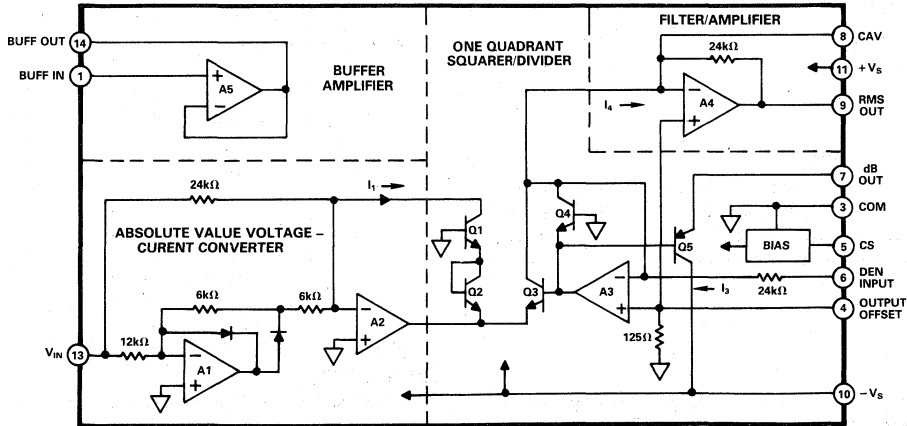 FILTER/AMPLIFIER
BUFF OUT 14
BUFF IN 1
A5
BUFFER
AMPLIFIER
ONE QUADRANT
SQUARER/DIVIDER
24kΩ
I4
A4
8 CAV
11 +VS
9 RMS
OUT
7 dB
OUT
3 COM
BIAS
5 CS
6 DEN
INPUT
4 OUTPUT
OFFSET
10 −VS
24kΩ
I1
ABSOLUTE VALUE VOLTAGE –
CURENT CONVERTER
6kΩ
6kΩ
12kΩ
VIN 13
A1
A2
Q1
Q2
Q3
Q4
Q5
A3
I3
24kΩ
125Ω